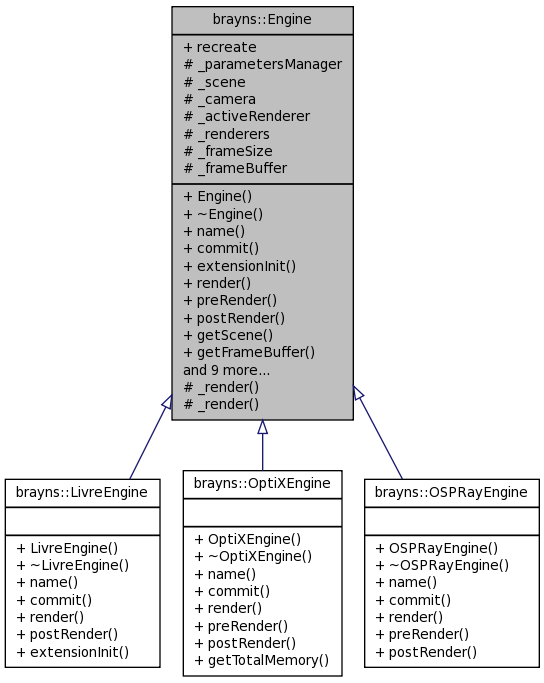 brayns::Engine
+ recreate
# _parametersManager
# _scene
# _camera
# _activeRenderer
# _renderers
# _frameSize
# _frameBuffer
+ Engine()
+ ~Engine()
+ name()
+ commit()
+ extensionInit()
+ render()
+ preRender()
+ postRender()
+ getScene()
+ getFrameBuffer()
and 9 more...
# _render()
# _render()
brayns::LivreEngine
+ LivreEngine()
+ ~LivreEngine()
+ name()
+ commit()
+ render()
+ postRender()
+ extensionInit()
brayns::OptiXEngine
+ OptiXEngine()
+ ~OptiXEngine()
+ name()
+ commit()
+ render()
+ preRender()
+ postRender()
+ getTotalMemory()
brayns::OSPRayEngine
+ OSPRayEngine()
+ ~OSPRayEngine()
+ name()
+ commit()
+ render()
+ preRender()
+ postRender()